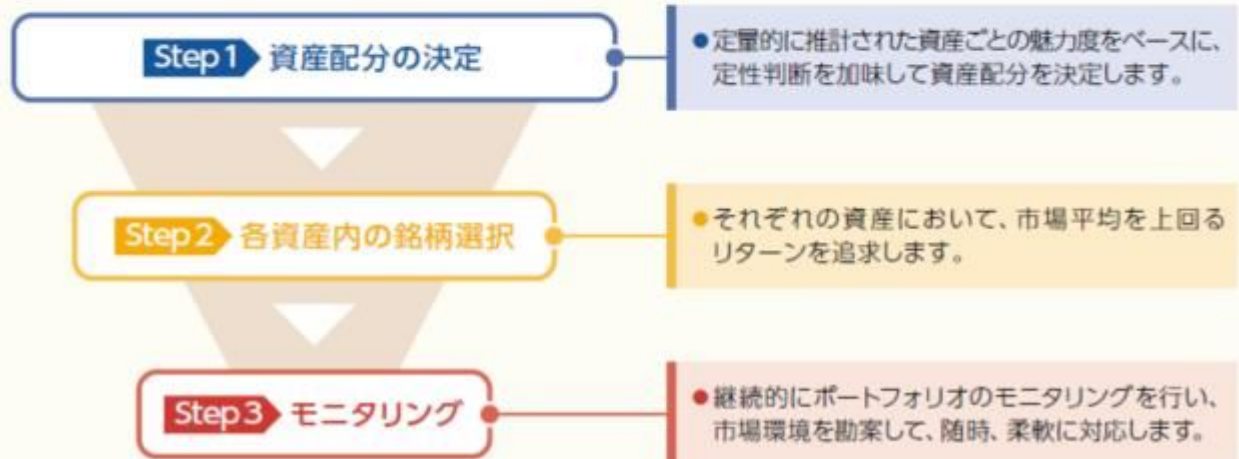 Step1 資産配分の決定
●定量的に推計された資産ごとの魅力度をベースに、
定性判断を加味して資産配分を決定します。
Step2 各資産内の銘柄選択
●それぞれの資産において、市場平均を上回る
リターンを追求します。
Step3 モニタリング
●継続的にポートフォリオのモニタリングを行い、
市場環境を勘案して、随時、柔軟に対応します。